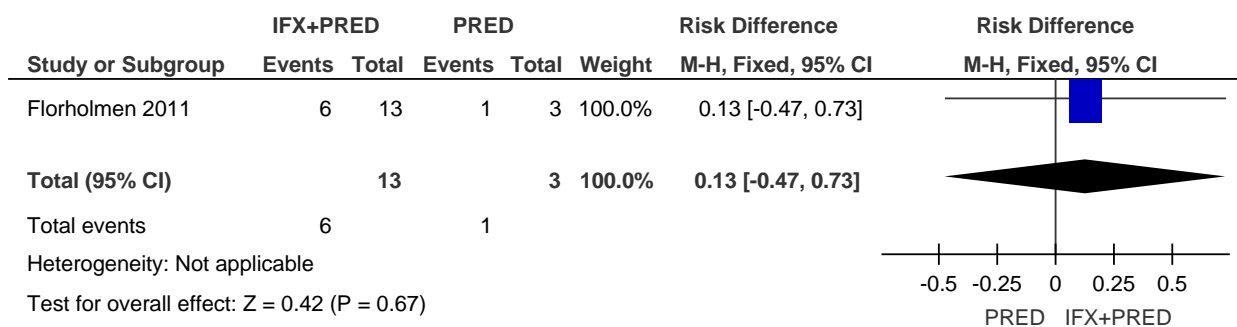 IFX+PRED PRED Risk Difference Risk Difference
Study or Subgroup Events Total Events Total Weight M-H, Fixed, 95% CI M-H, Fixed, 95% CI
Florholmen 2011 6 13 1 3 100.0% 0.13 [-0.47, 0.73]
Total (95% CI) 13 3 100.0% 0.13 [-0.47, 0.73]
Total events 6 1
Heterogeneity: Not applicable
Test for overall effect: Z = 0.42 (P = 0.67)
-0.5 -0.25 0 0.25 0.5
PRED IFX+PRED